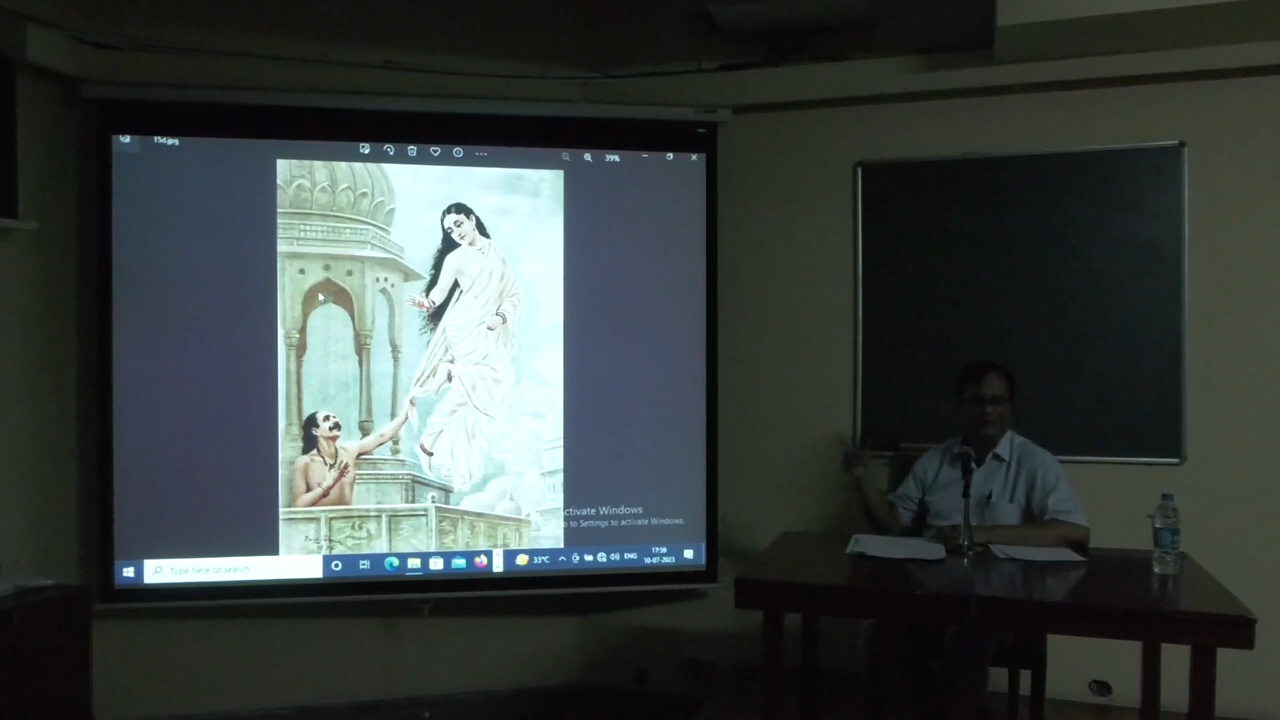 15d.jpg
39%
Activate Windows
Go to Settings to activate Windows.
Type here to search
33°C
ENG
17:59
10-07-2023